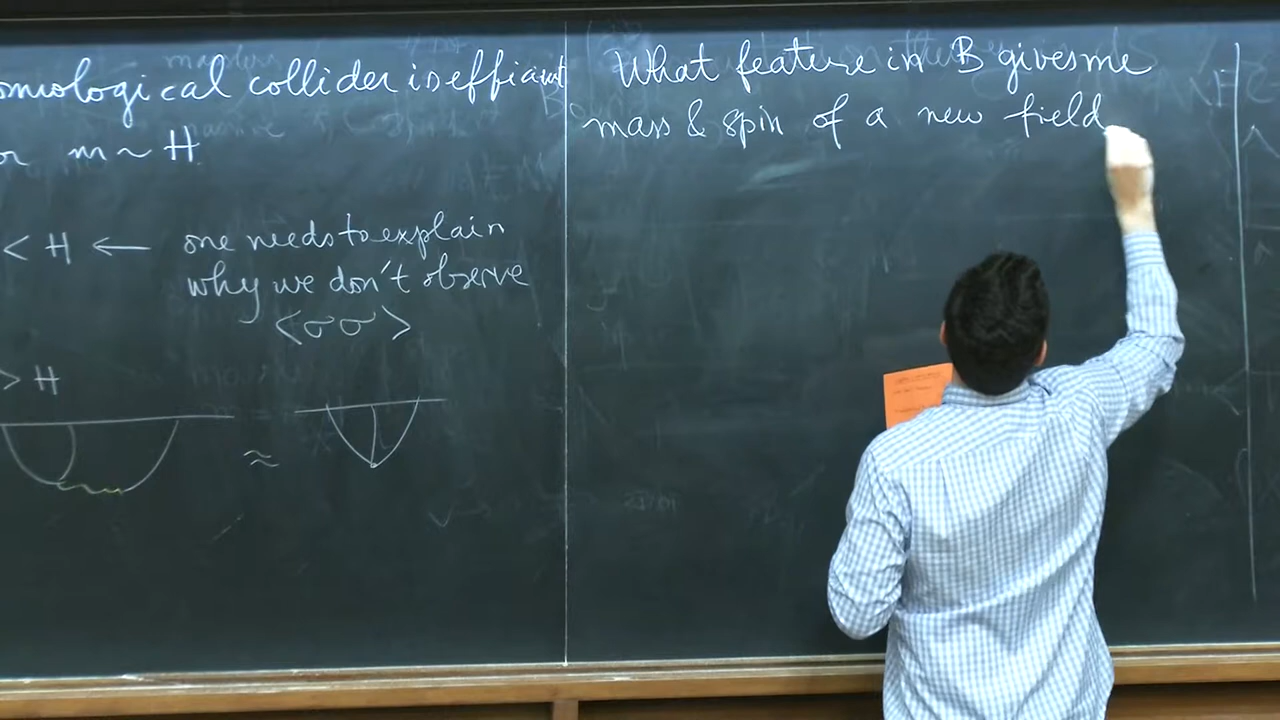 omological collider is efficient
or m ~ H
< H ← one needs to explain
why we don't observe
<σσ>
> H
≈
What feature in B gives me
mass & spin of a new field